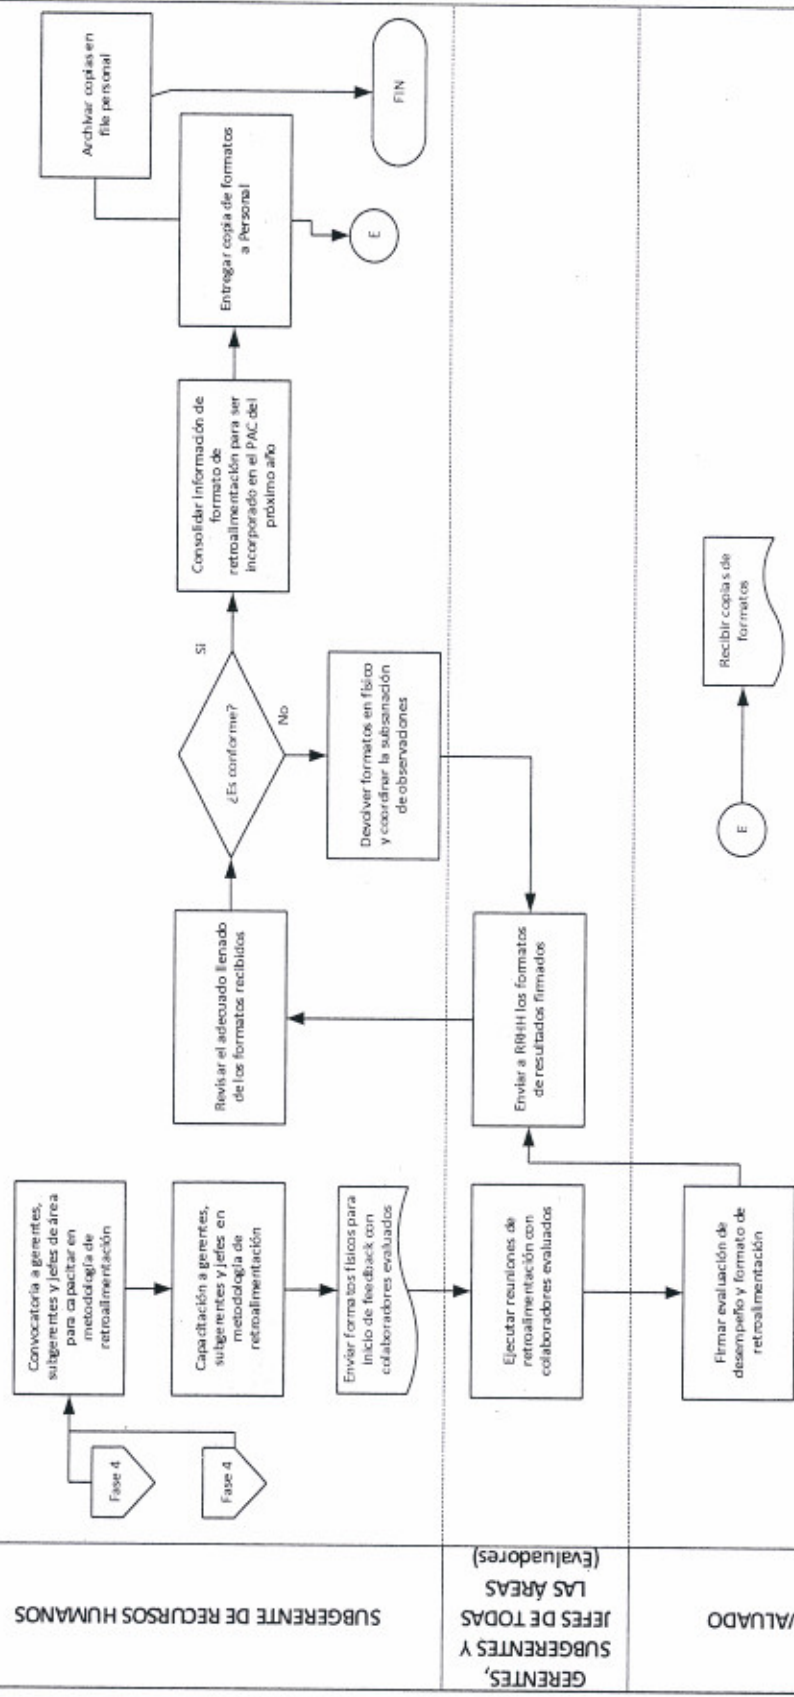 SUBGERENTE DE RECURSOS HUMANOS
Fase 4
Fase 4
Convocatoria a gerentes,
subgerentes y jefes de área
para capacitar en
metodología de
retroalimentación
Capacitación a gerentes,
subgerentes y jefes en
metodología de
retroalimentación
Enviar formatos físicos para
inicio de feedback con
colaboradores evaluados
Revisar el adecuado llenado
de los formatos recibidos
¿Es conforme?
Si
No
Devolver formatos en físico
y coordinar la subsanación
de observaciones
Consolidar información de
formato de
retroalimentación para ser
incorporado en el PAC del
próximo año
Entregar copia de formatos
a Personal
E
Archivar copias en
file personal
FIN
GERENTES,
SUBGERENTES Y
JEFES DE TODAS
LAS ÁREAS
(Evaluadores)
Ejecutar reuniones de
retroalimentación con
colaboradores evaluados
Enviar a RRHH los formatos
de resultados firmados
VALUADO
Firmar evaluación de
desempeño y formato de
retroalimentación
E
Recibir copias de
formatos